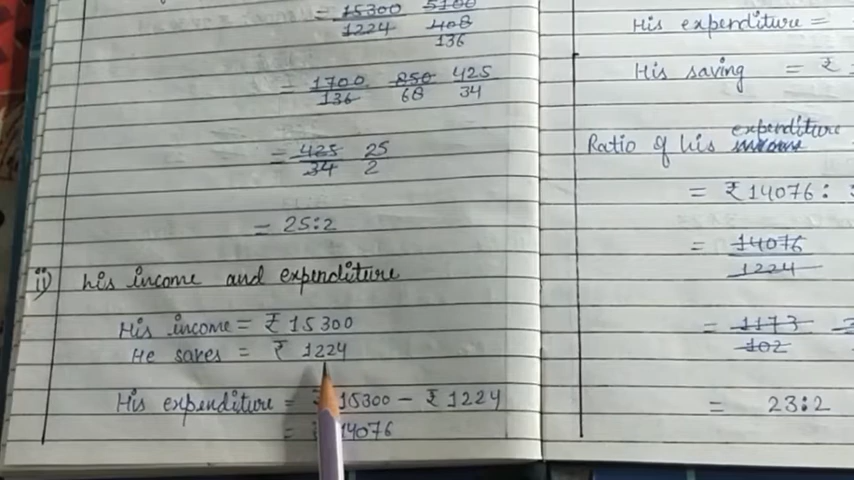 = 15300 5100
1224 408
136
= 1700 850 425
136 68 34
= 425 25
34 2
= 25:2
ii) his income and expenditure
His income = ₹ 15300
He saves = ₹ 1224
His expenditure = ₹ 15300 - ₹ 1224
= ₹ 14076
His expenditure =
His saving = ₹
Ratio of his expenditure
= ₹ 14076 :
= 14076
1224
= 1173
102
= 23:2